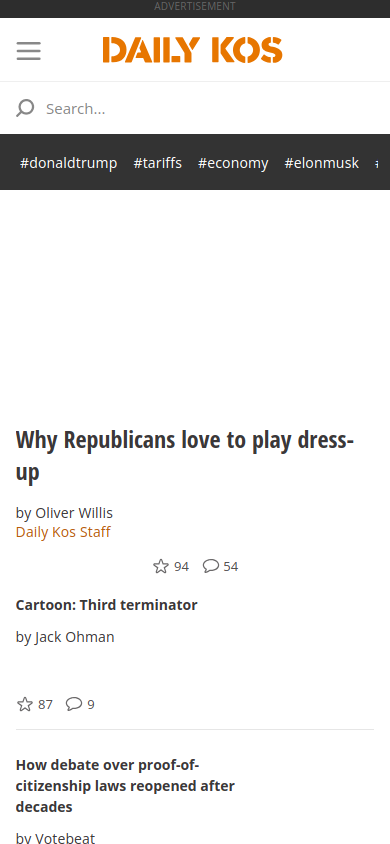 ADVERTISEMENT
DAILY KOS
Search...
#donaldtrump #tariffs #economy #elonmusk
Why Republicans love to play dress-
up
by Oliver Willis
Daily Kos Staff
94 54
Cartoon: Third terminator
by Jack Ohman
87 9
How debate over proof-of-
citizenship laws reopened after
decades
by Votebeat